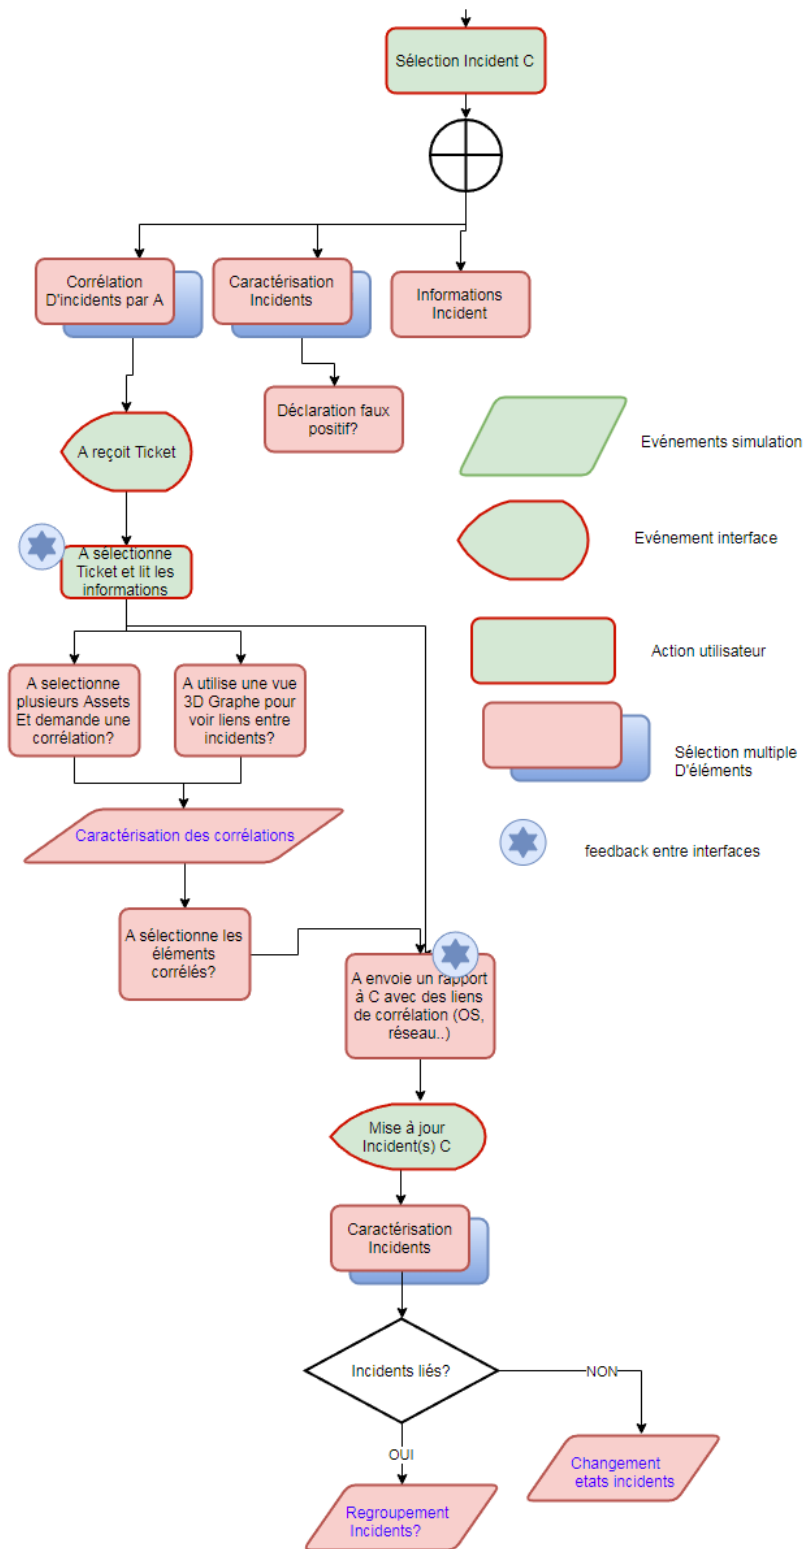 Sélection Incident C
Corrélation
D'incidents par A
Caractérisation
Incidents
Informations
Incident
Déclaration faux
positif?
A reçoit Ticket
Evénements simulation
Evénement interface
A sélectionne
Ticket et lit les
informations
Action utilisateur
A selectionne
plusieurs Assets
Et demande une
corrélation?
A utilise une vue
3D Graphe pour
voir liens entre
incidents?
Sélection multiple
D'éléments
Caractérisation des corrélations
feedback entre interfaces
A sélectionne les
éléments
corrélés?
A envoie un rapport
à C avec des liens
de corrélation (OS,
réseau..)
Mise à jour
Incident(s) C
Caractérisation
Incidents
Incidents liés?
NON
OUI
Changement
etats incidents
Regroupement
Incidents?